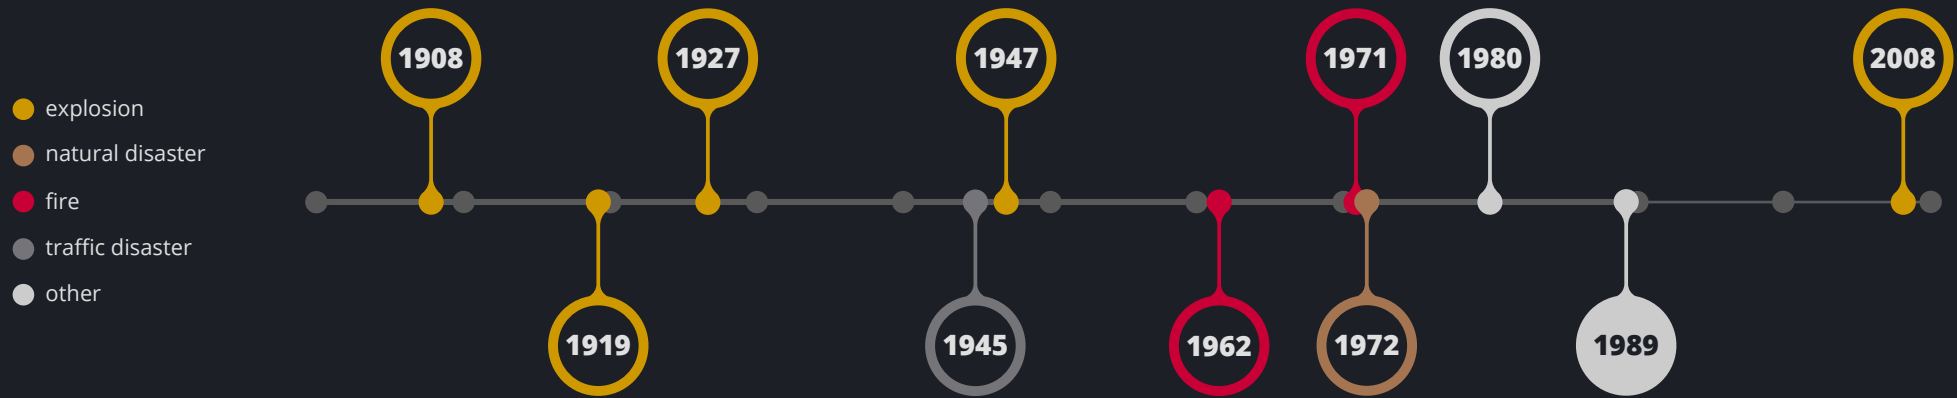 1908
1927
1947
1971
1980
2008
explosion
natural disaster
fire
traffic disaster
other
1919
1945
1962
1972
1989